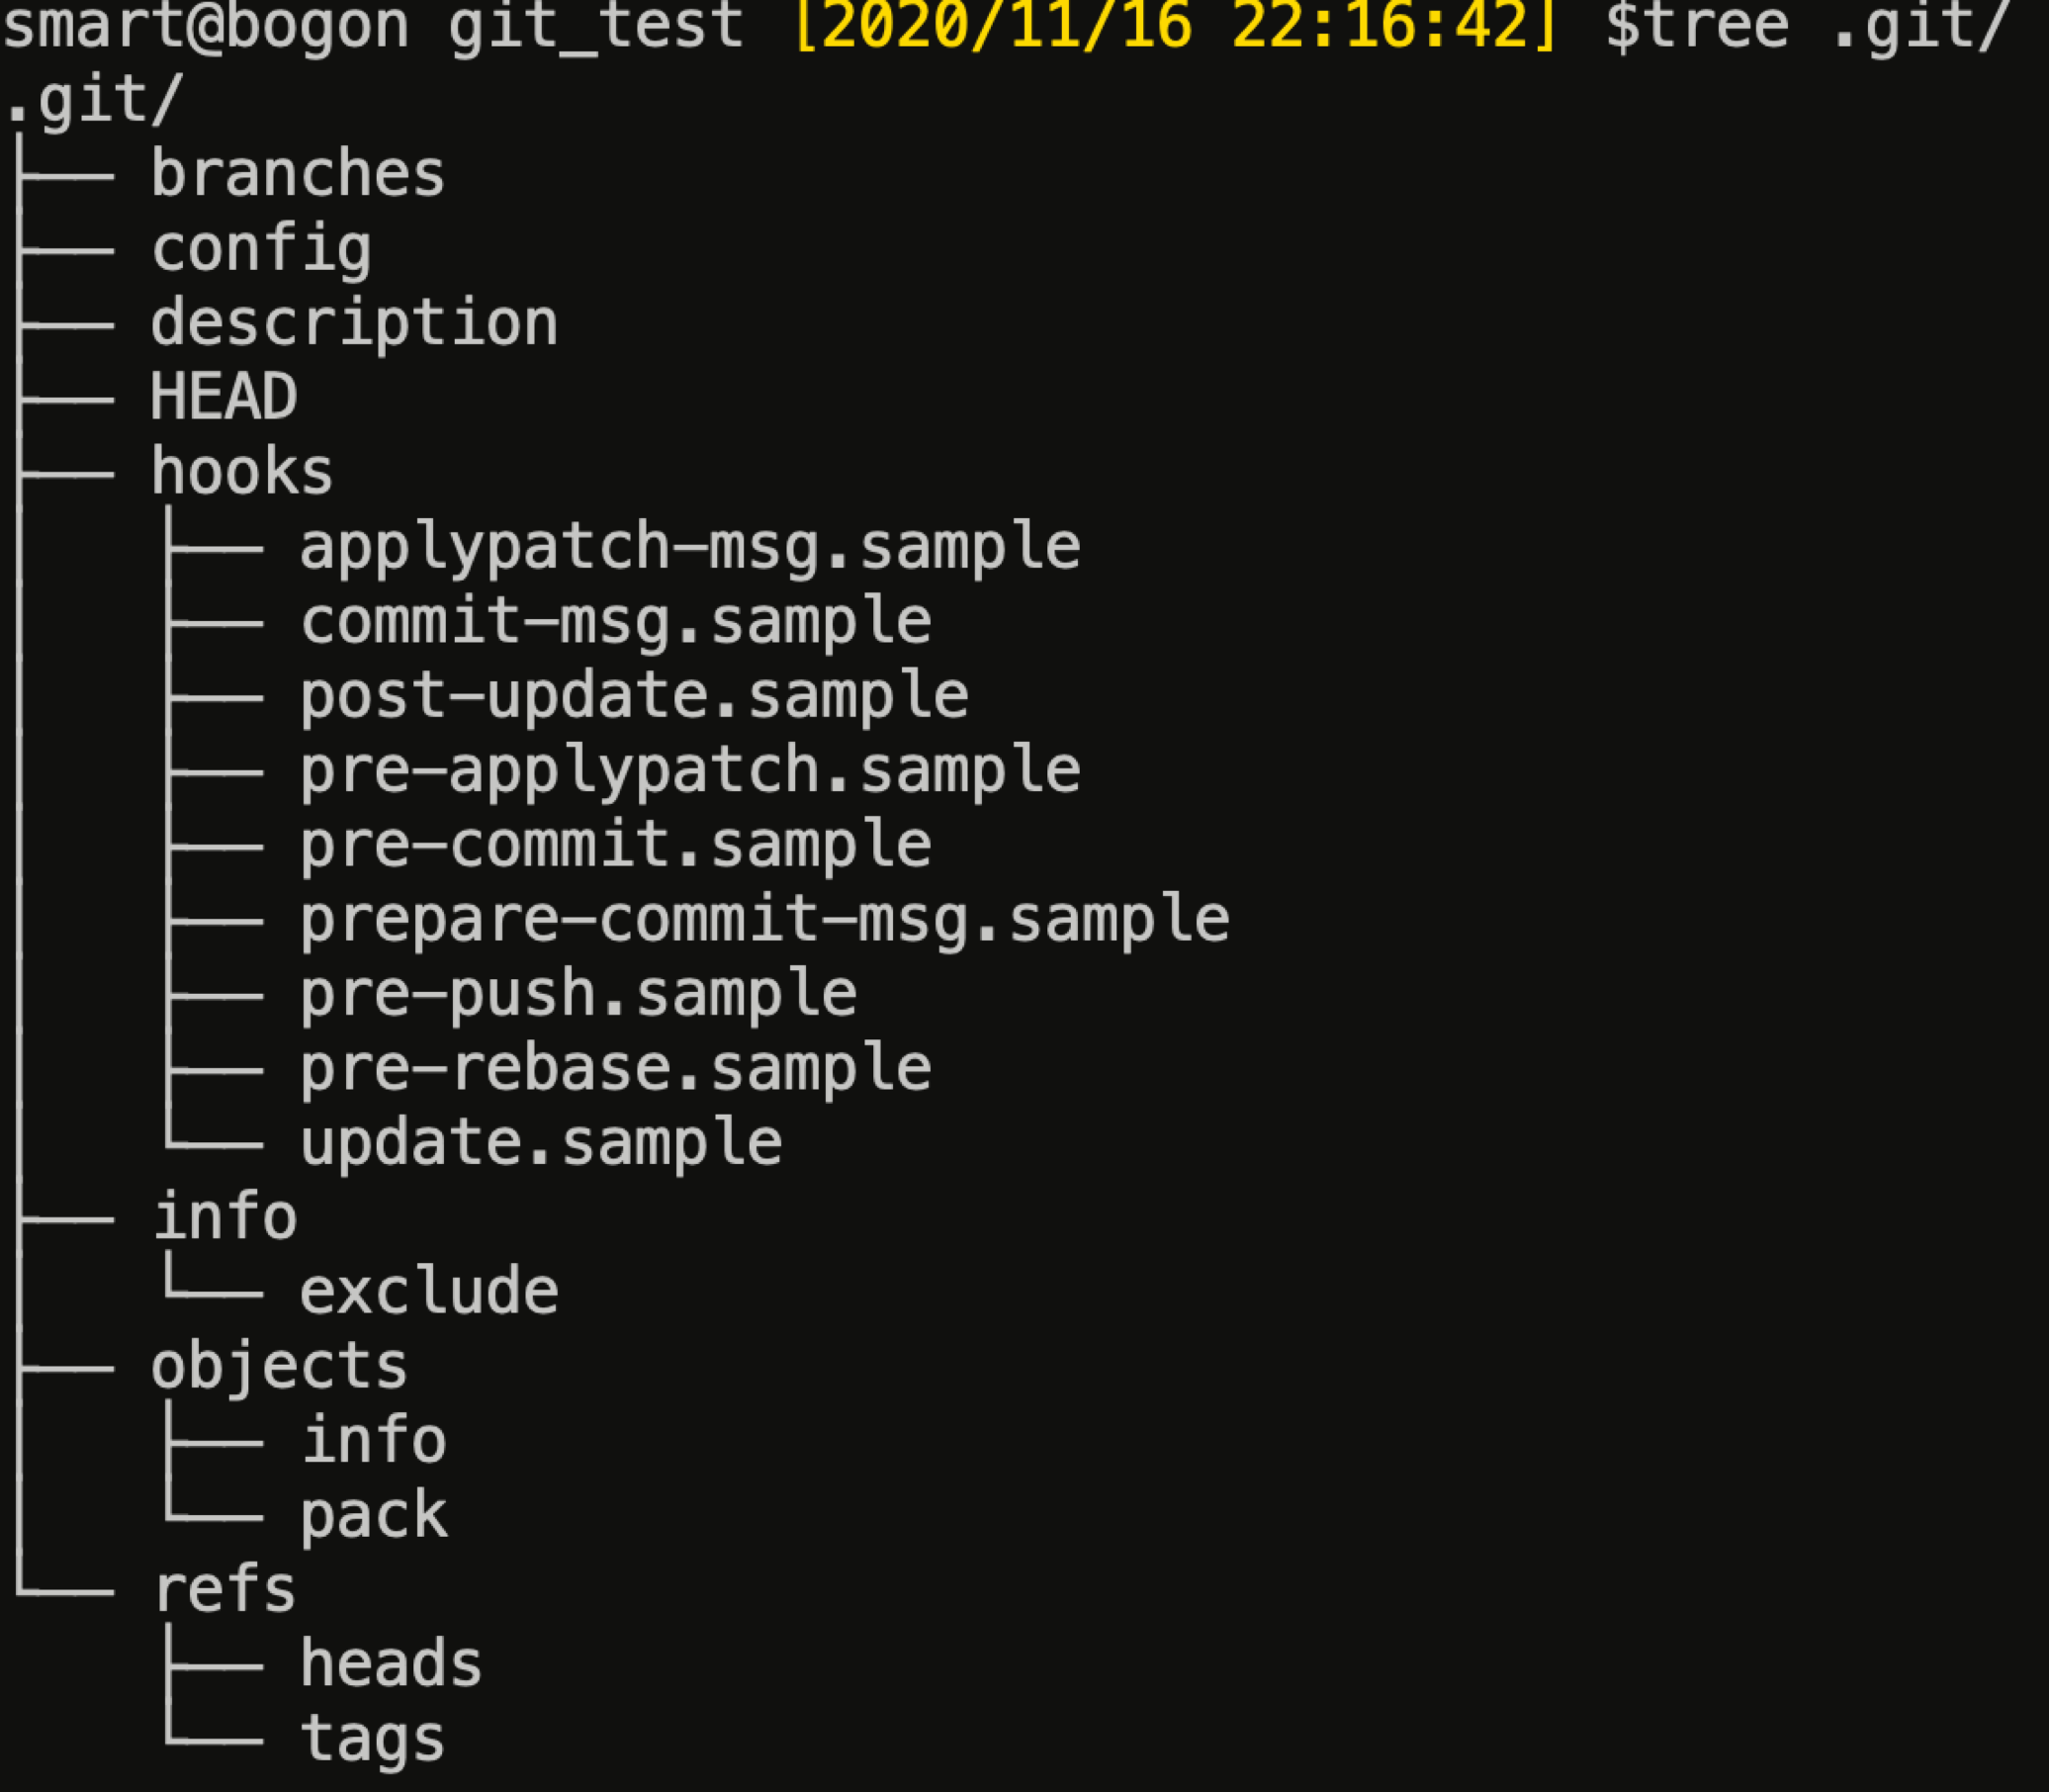 smart@bogon git_test [2020/11/16 22:16:42] $tree .git/
.git/
├── branches
├── config
├── description
├── HEAD
├── hooks
│   ├── applypatch-msg.sample
│   ├── commit-msg.sample
│   ├── post-update.sample
│   ├── pre-applypatch.sample
│   ├── pre-commit.sample
│   ├── prepare-commit-msg.sample
│   ├── pre-push.sample
│   ├── pre-rebase.sample
│   └── update.sample
├── info
│   └── exclude
├── objects
│   ├── info
│   └── pack
└── refs
    ├── heads
    └── tags